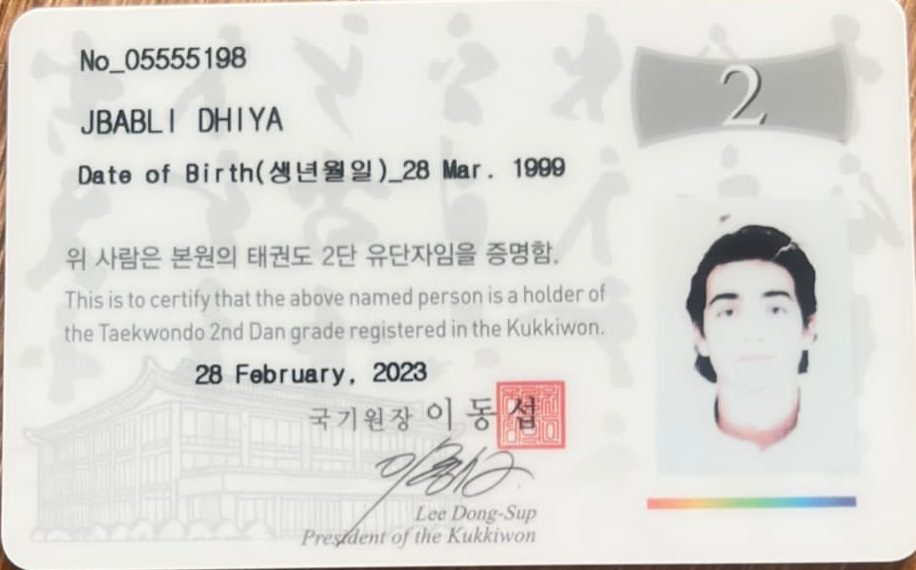 No_05555198
2
JBABLI DHIYA
Date of Birth(생년월일)_28 Mar. 1999
위 사람은 본원의 태권도 2단 유단자임을 증명함.
This is to certify that the above named person is a holder of
the Taekwondo 2nd Dan grade registered in the Kukkiwon.
28 February, 2023
국기원장 이동섭
Lee Dong-Sup
President of the Kukkiwon